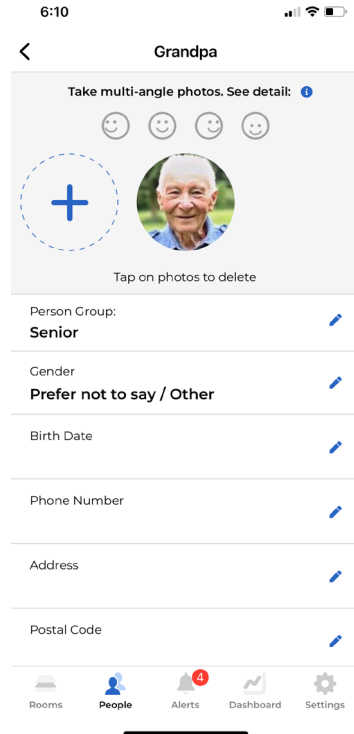 6:10
Grandpa
Take multi-angle photos. See detail:
Tap on photos to delete
Person Group:
Senior
Gender
Prefer not to say / Other
Birth Date
Phone Number
Address
Postal Code
4
Rooms People Alerts Dashboard Settings